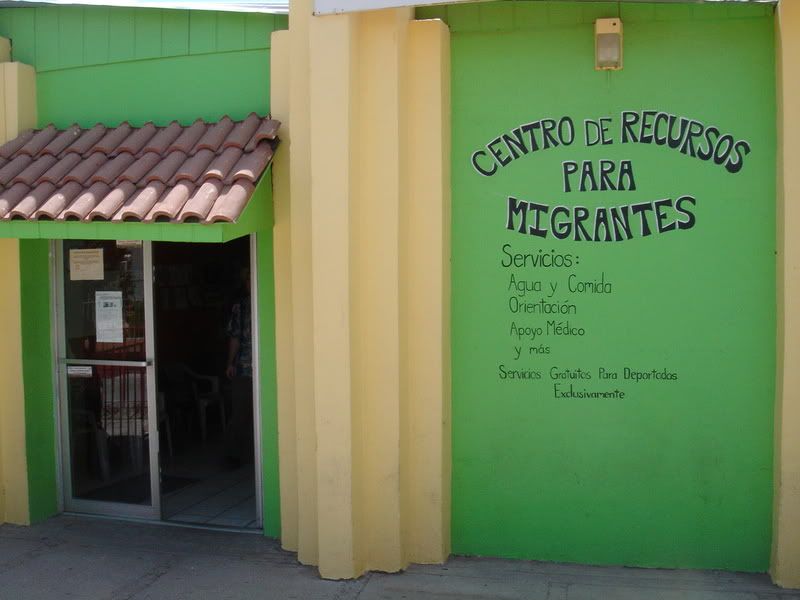 CENTRO DE RECURSOS
PARA
MIGRANTES
Servicios:
Agua y Comida
Orientación
Apoyo Médico
y más
Servicios Gratuitos Para Deportados
Exclusivamente